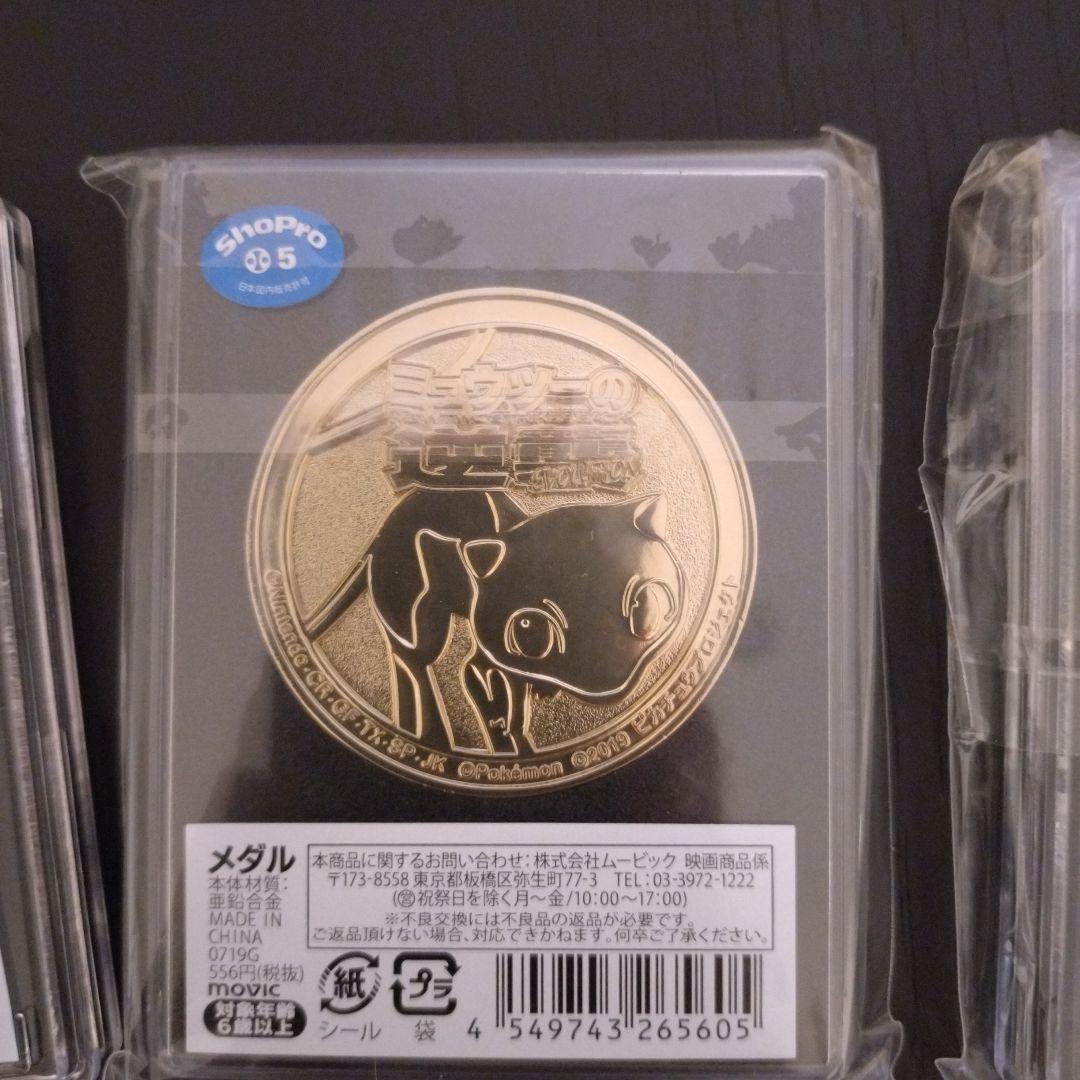 ShoPro
5
日本国内販売許可
ミュウツーの
逆襲
EVOLUTION
©Nintendo・CR・GF・TX・SP・JK ©Pokémon ©2019 ピカチュウプロジェクト
メダル
本体材質:
亜鉛合金
MADE IN
CHINA
0719G
556円(税抜)
movic
対象年齢
6歳以上
本商品に関するお問い合わせ:株式会社ムービック 映画商品係
〒173-8558 東京都板橋区弥生町77-3 TEL:03-3972-1222
(営祝祭日を除く月～金/10:00～17:00)
※不良交換には不良品の返品が必要です。
ご返品頂けない場合、対応できかねます。何卒ご了承ください。
紙
シール
プラ
袋
4 549743 265605